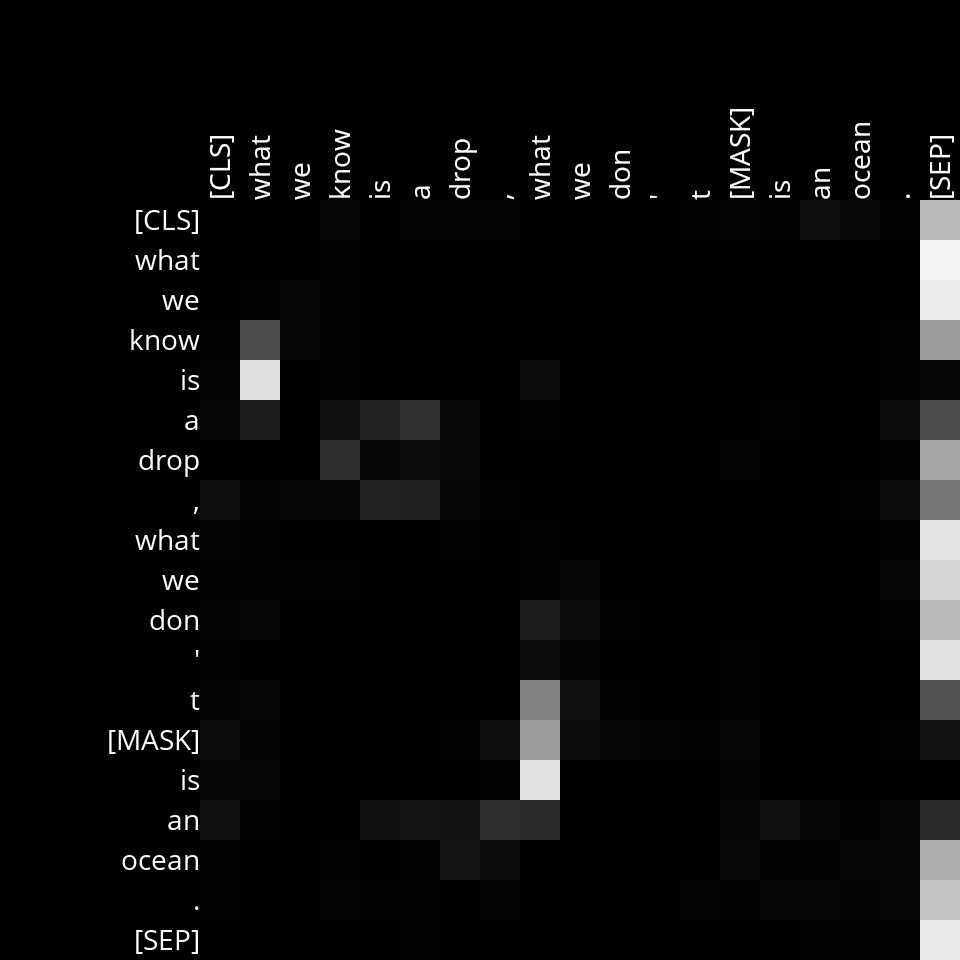 [CLS] what we know is a drop , what we don ' t [MASK] is an ocean . [SEP]
[CLS]
what
we
know
is
a
drop
,
what
we
don
'
t
[MASK]
is
an
ocean
.
[SEP]